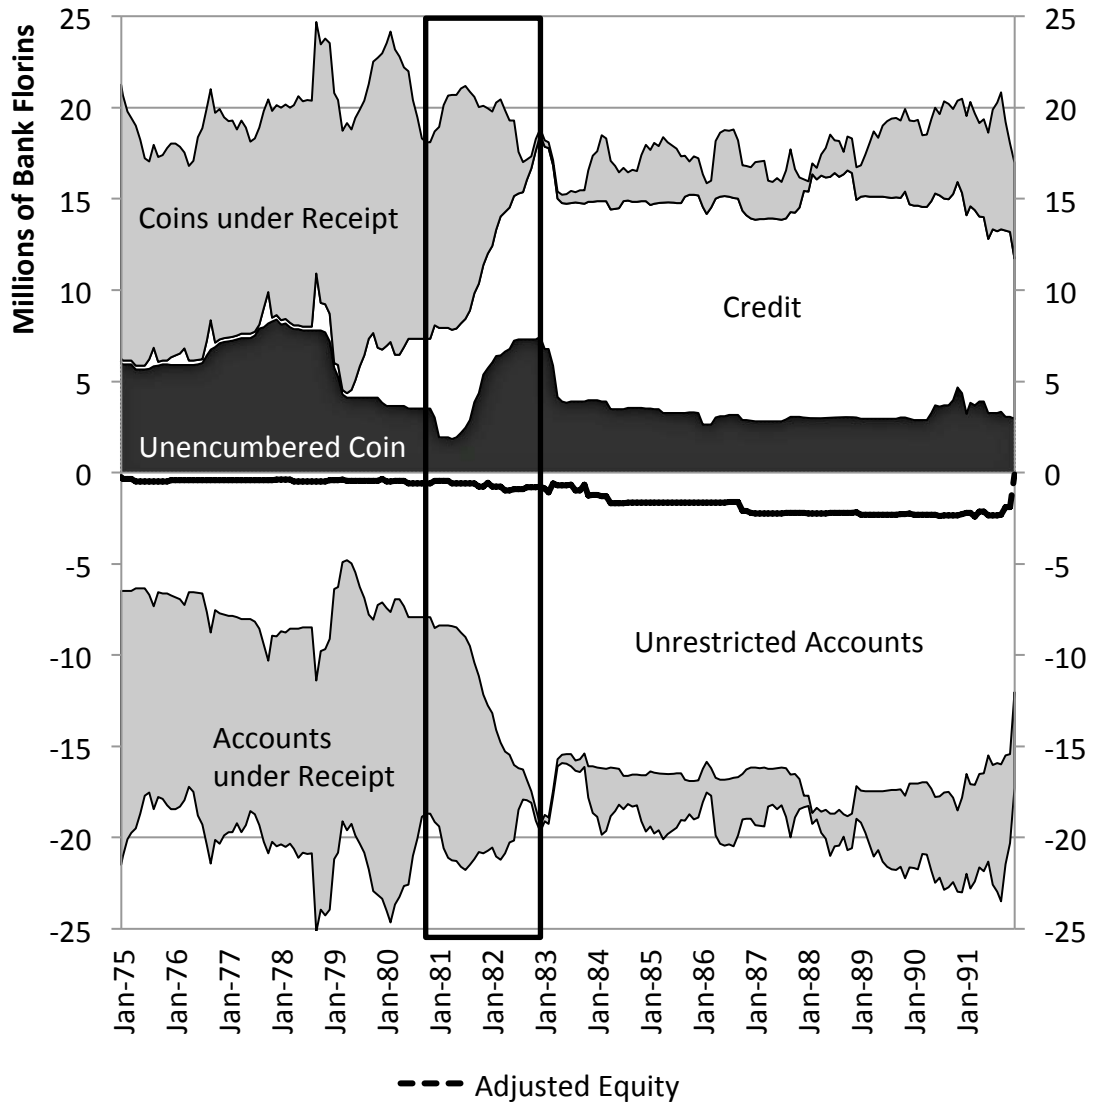 Millions of Bank Florins
25
20
15
10
5
0
-5
-10
-15
-20
-25
25
20
15
10
5
0
-5
-10
-15
-20
-25
Coins under Receipt
Credit
Unencumbered Coin
Unrestricted Accounts
Accounts
under Receipt
Jan-75
Jan-76
Jan-77
Jan-78
Jan-79
Jan-80
Jan-81
Jan-82
Jan-83
Jan-84
Jan-85
Jan-86
Jan-87
Jan-88
Jan-89
Jan-90
Jan-91
Adjusted Equity